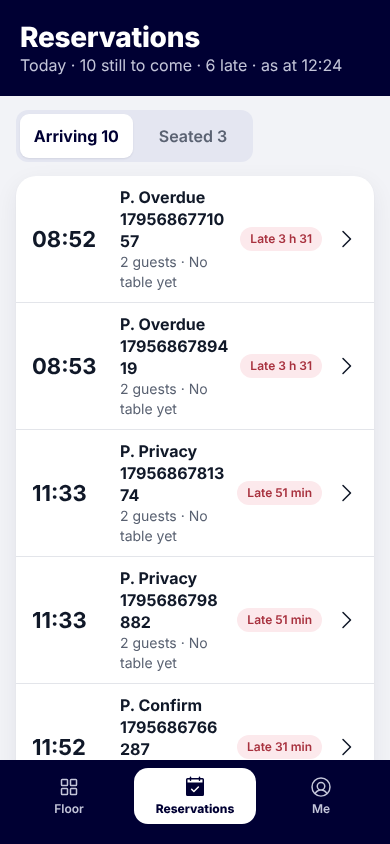 Reservations
Today · 10 still to come · 6 late · as at 12:24
Arriving 10
Seated 3
08:52
P. Overdue
17956867710
57
2 guests · No
table yet
Late 3 h 31
08:53
P. Overdue
17956867894
19
2 guests · No
table yet
Late 3 h 31
11:33
P. Privacy
17956867813
74
2 guests · No
table yet
Late 51 min
11:33
P. Privacy
1795686798
882
2 guests · No
table yet
Late 51 min
11:52
P. Confirm
1795686766
287
Late 31 min
Floor
Reservations
Me